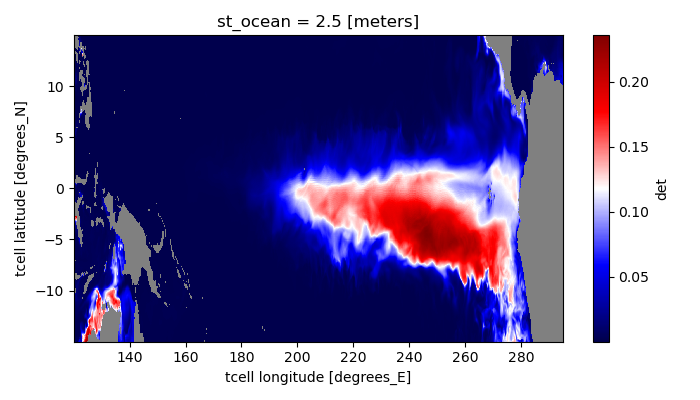 st_ocean = 2.5 [meters]
10
5
0
−5
−10
tcell latitude [degrees_N]
140 160 180 200 220 240 260 280
tcell longitude [degrees_E]
0.20
0.15
0.10
0.05
det